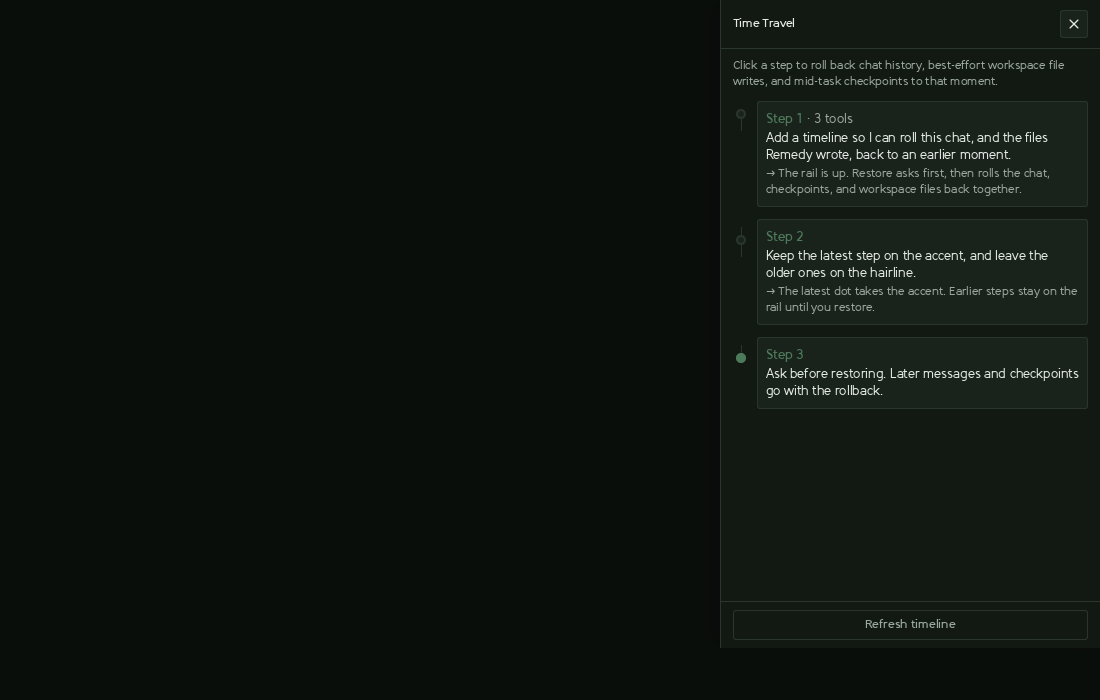 Time Travel
Click a step to roll back chat history, best-effort workspace file
writes, and mid-task checkpoints to that moment.
Step 1 · 3 tools
Add a timeline so I can roll this chat, and the files
Remedy wrote, back to an earlier moment.
→ The rail is up. Restore asks first, then rolls the chat,
checkpoints, and workspace files back together.
Step 2
Keep the latest step on the accent, and leave the
older ones on the hairline.
→ The latest dot takes the accent. Earlier steps stay on the
rail until you restore.
Step 3
Ask before restoring. Later messages and checkpoints
go with the rollback.
Refresh timeline